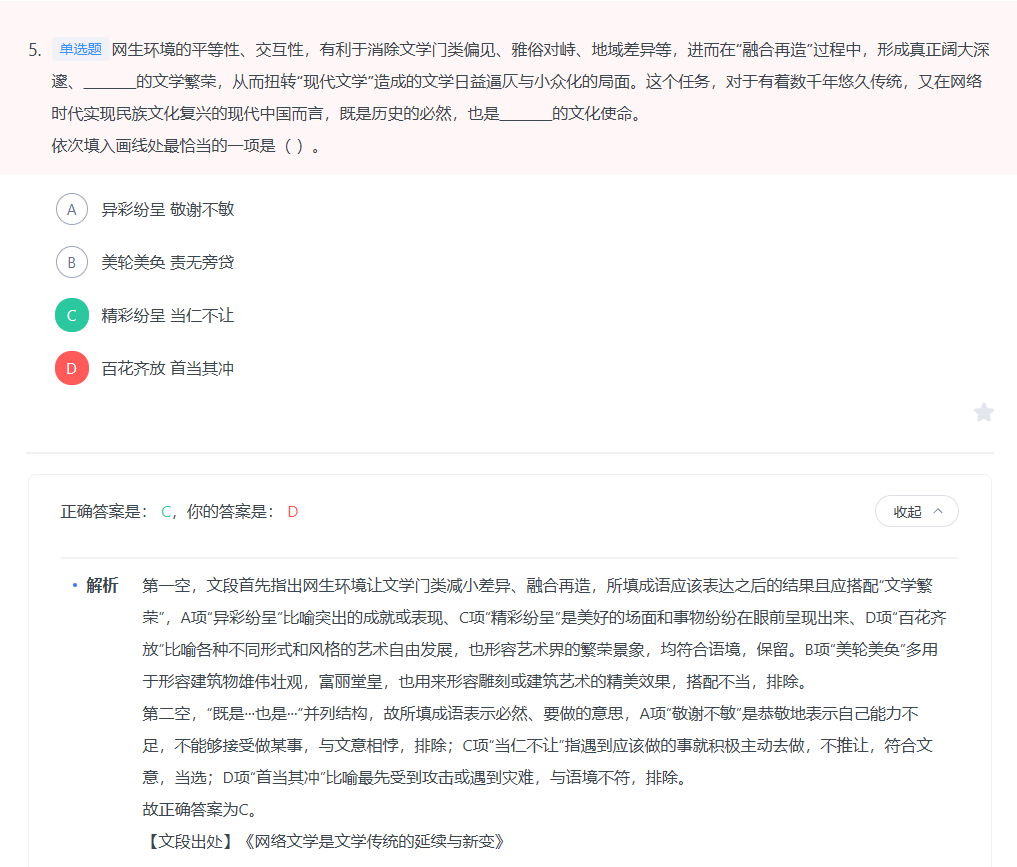 5. 单选题 网生环境的平等性、交互性，有利于消除文学门类偏见、雅俗对峙、地域差异等，进而在“融合再造”过程中，形成真正阔大深
邃、______的文学繁荣，从而扭转“现代文学”造成的文学日益逼仄与小众化的局面。这个任务，对于有着数千年悠久传统，又在网络
时代实现民族文化复兴的现代中国而言，既是历史的必然，也是______的文化使命。
依次填入画线处最恰当的一项是（ ）。
A 异彩纷呈 敬谢不敏
B 美轮美奂 责无旁贷
C 精彩纷呈 当仁不让
D 百花齐放 首当其冲
正确答案是： C，你的答案是： D
收起
解析 第一空，文段首先指出网生环境让文学门类减小差异、融合再造，所填成语应该表达之后的结果且应搭配“文学繁
荣”，A项“异彩纷呈”比喻突出的成就或表现、C项“精彩纷呈”是美好的场面和事物纷纷在眼前呈现出来、D项“百花齐
放”比喻各种不同形式和风格的艺术自由发展，也形容艺术界的繁荣景象，均符合语境，保留。B项“美轮美奂”多用
于形容建筑物雄伟壮观，富丽堂皇，也用来形容雕刻或建筑艺术的精美效果，搭配不当，排除。
第二空，“既是…也是…”并列结构，故所填成语表示必然、要做的意思，A项“敬谢不敏”是恭敬地表示自己能力不
足，不能够接受做某事，与文意相悖，排除；C项“当仁不让”指遇到应该做的事就积极主动去做，不推让，符合文
意，当选；D项“首当其冲”比喻最先受到攻击或遇到灾难，与语境不符，排除。
故正确答案为C。
【文段出处】《网络文学是文学传统的延续与新变》